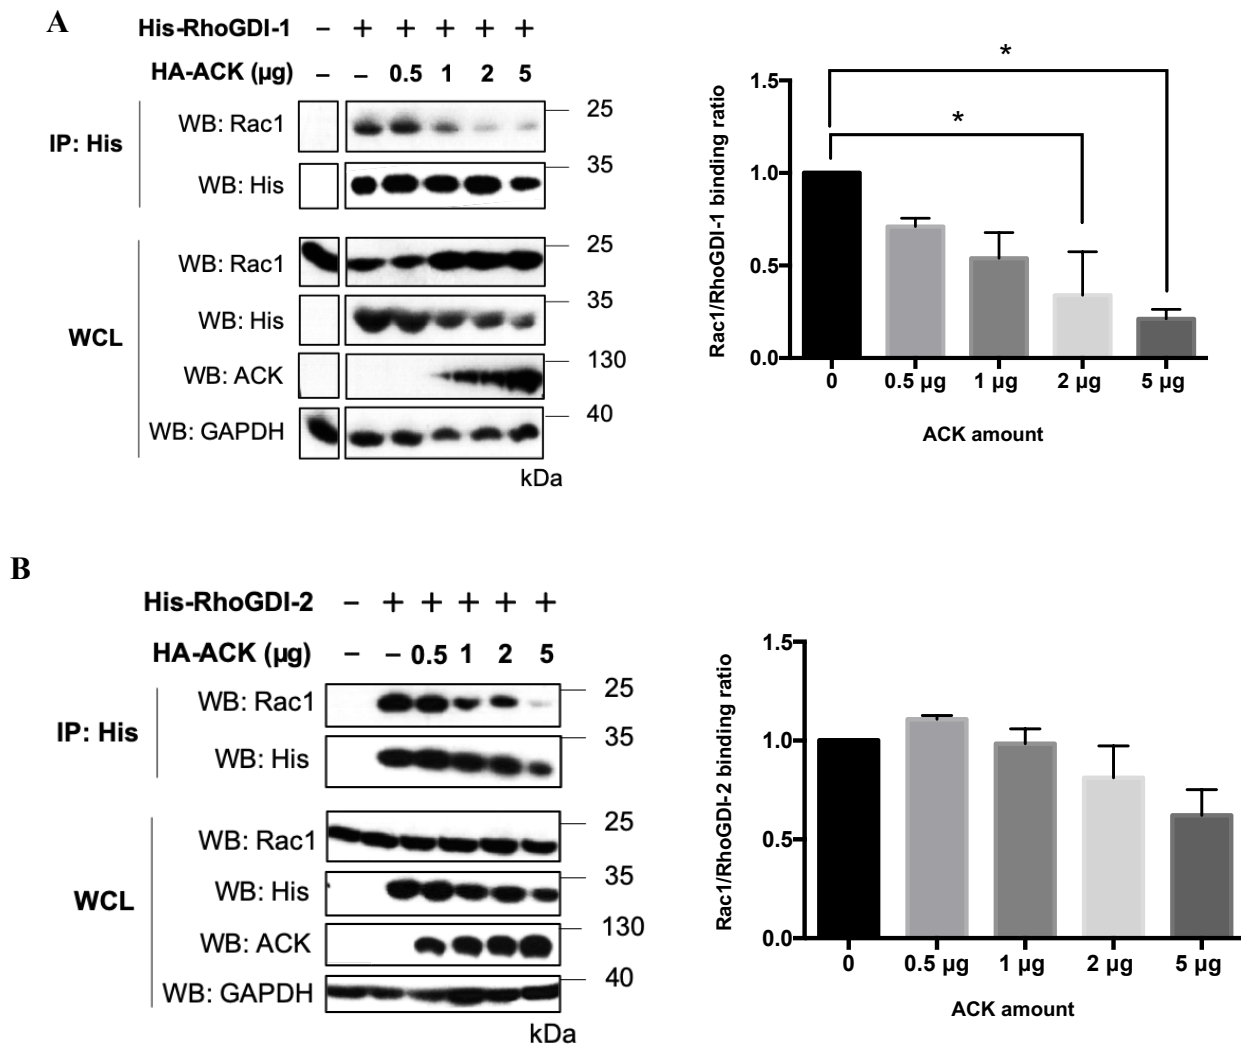 A
His-RhoGDI-1 – + + + + +
HA-ACK (µg) – – 0.5 1 2 5
IP: His
WB: Rac1 25
WB: His 35
WCL
WB: Rac1 25
WB: His 35
WB: ACK 130
WB: GAPDH 40
kDa
Rac1/RhoGDI-1 binding ratio
1.5
1.0
0.5
0.0
*
*
0 0.5 µg 1 µg 2 µg 5 µg
ACK amount
B
His-RhoGDI-2 – + + + + +
HA-ACK (µg) – – 0.5 1 2 5
IP: His
WB: Rac1 25
WB: His 35
WCL
WB: Rac1 25
WB: His 35
WB: ACK 130
WB: GAPDH 40
kDa
Rac1/RhoGDI-2 binding ratio
1.5
1.0
0.5
0.0
0 0.5 µg 1 µg 2 µg 5 µg
ACK amount